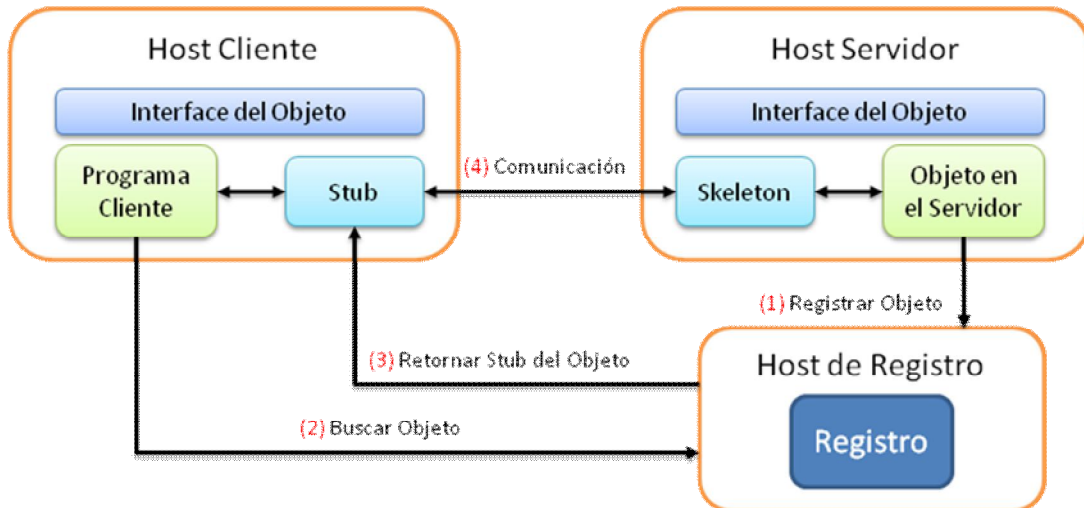 Host Cliente
Interface del Objeto
Programa
Cliente
Stub
(4) Comunicación
Host Servidor
Interface del Objeto
Skeleton
Objeto en
el Servidor
(1) Registrar Objeto
(3) Retornar Stub del Objeto
(2) Buscar Objeto
Host de Registro
Registro